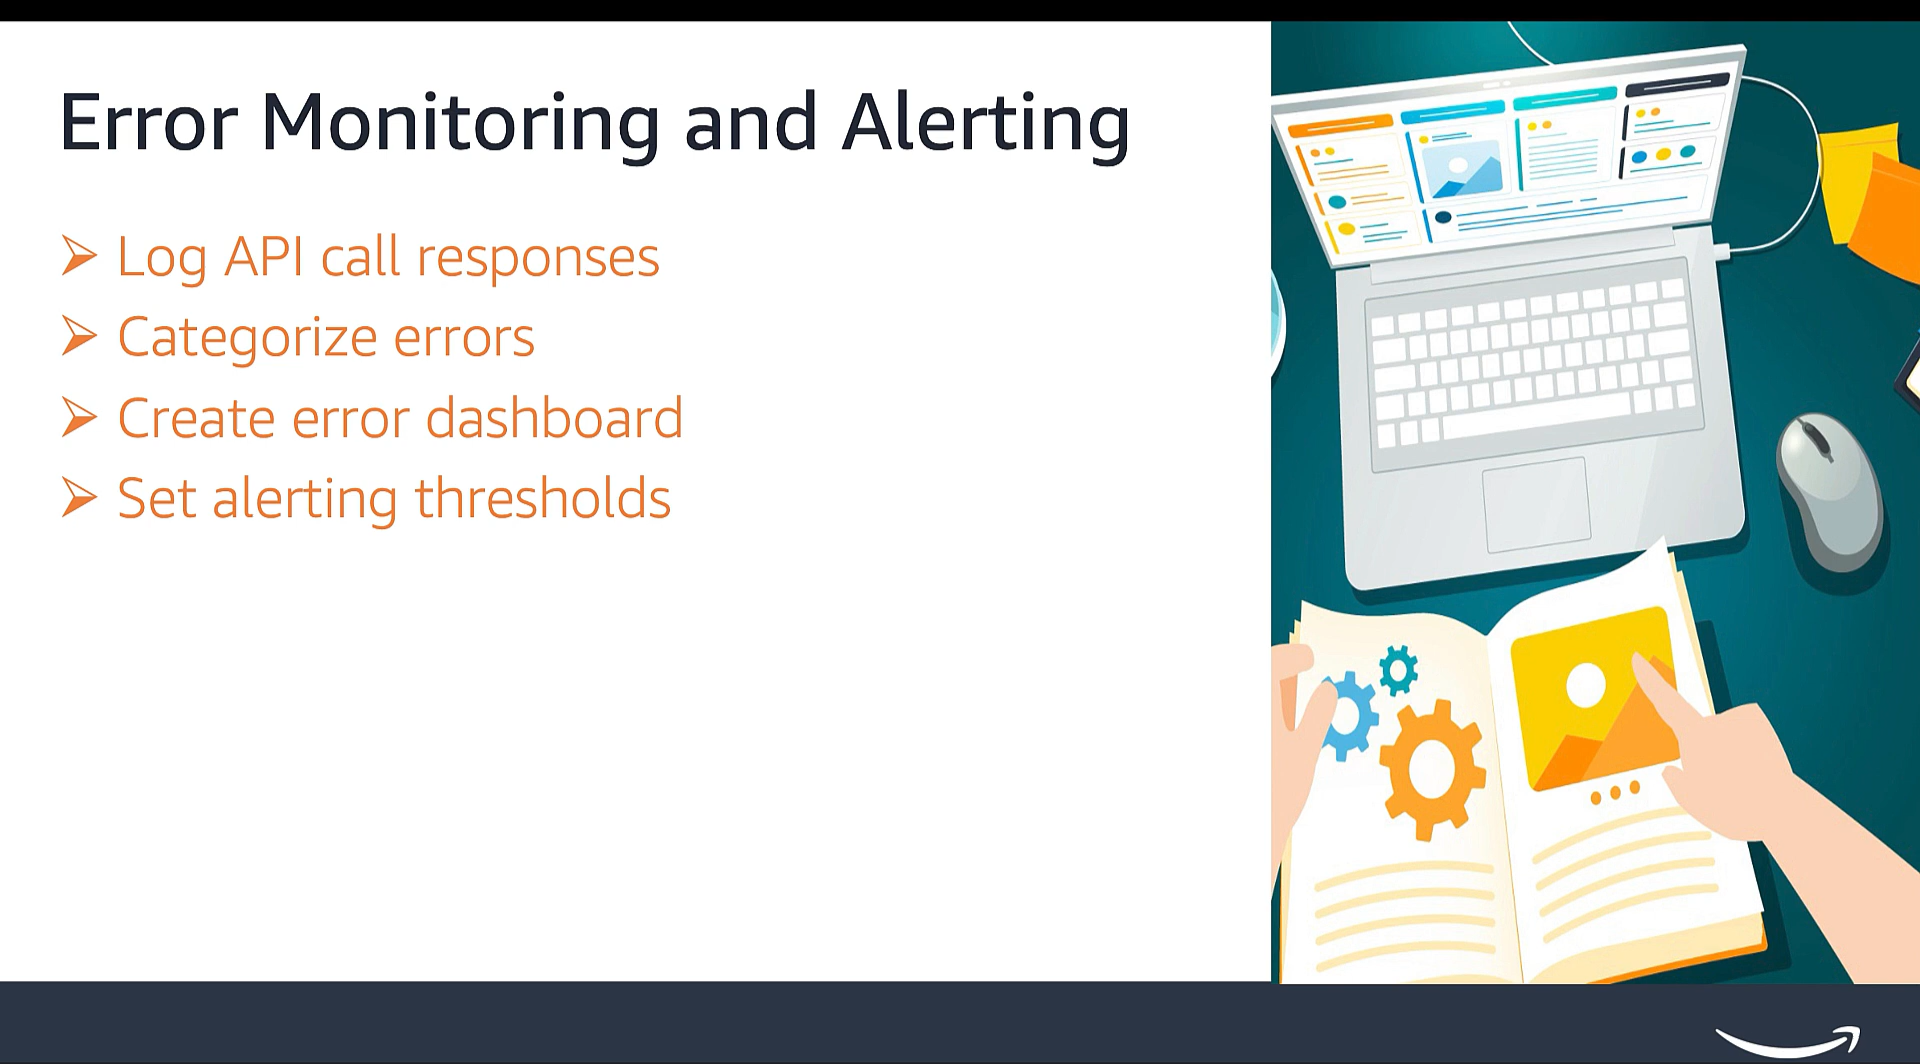 Error Monitoring and Alerting
Log API call responses
Categorize errors
Create error dashboard
Set alerting thresholds